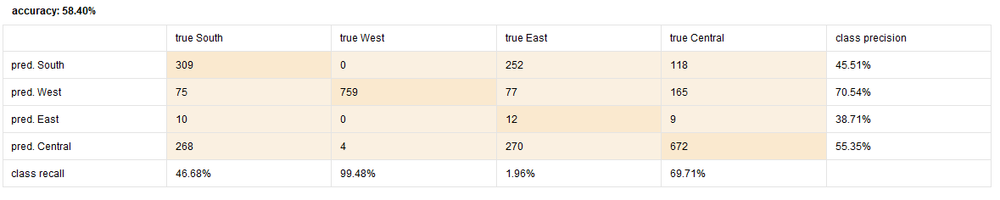 accuracy: 58.40%
true South true West true East true Central class precision
pred. South 309 0 252 118 45.51%
pred. West 75 759 77 165 70.54%
pred. East 10 0 12 9 38.71%
pred. Central 268 4 270 672 55.35%
class recall 46.68% 99.48% 1.96% 69.71%